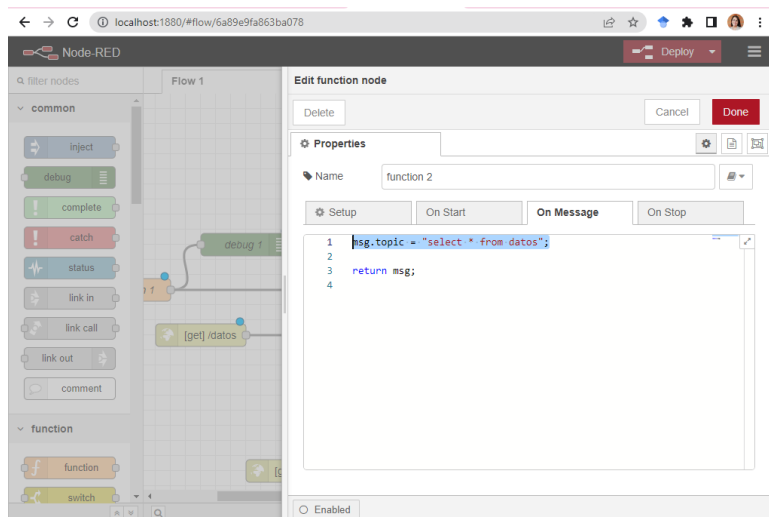 localhost:1880/#flow/6a89e9fa863ba078
Node-RED
Deploy
filter nodes
Flow 1
Edit function node
common
Delete
Cancel
Done
inject
Properties
debug
Name
function 2
complete
Setup
On Start
On Message
On Stop
catch
debug 1
1 msg.topic = "select * from datos";
2
status
3 return msg;
link in
1
4
link call
[get] /datos
link out
comment
function
function
switch
Enabled